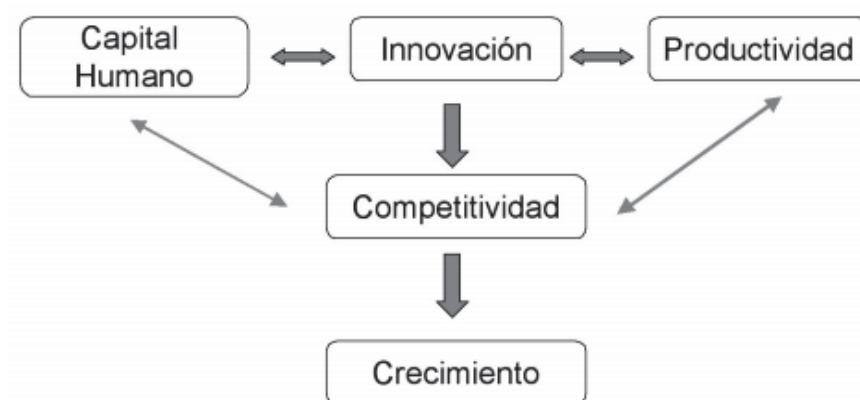 Capital
Humano
Innovación
Productividad
Competitividad
Crecimiento